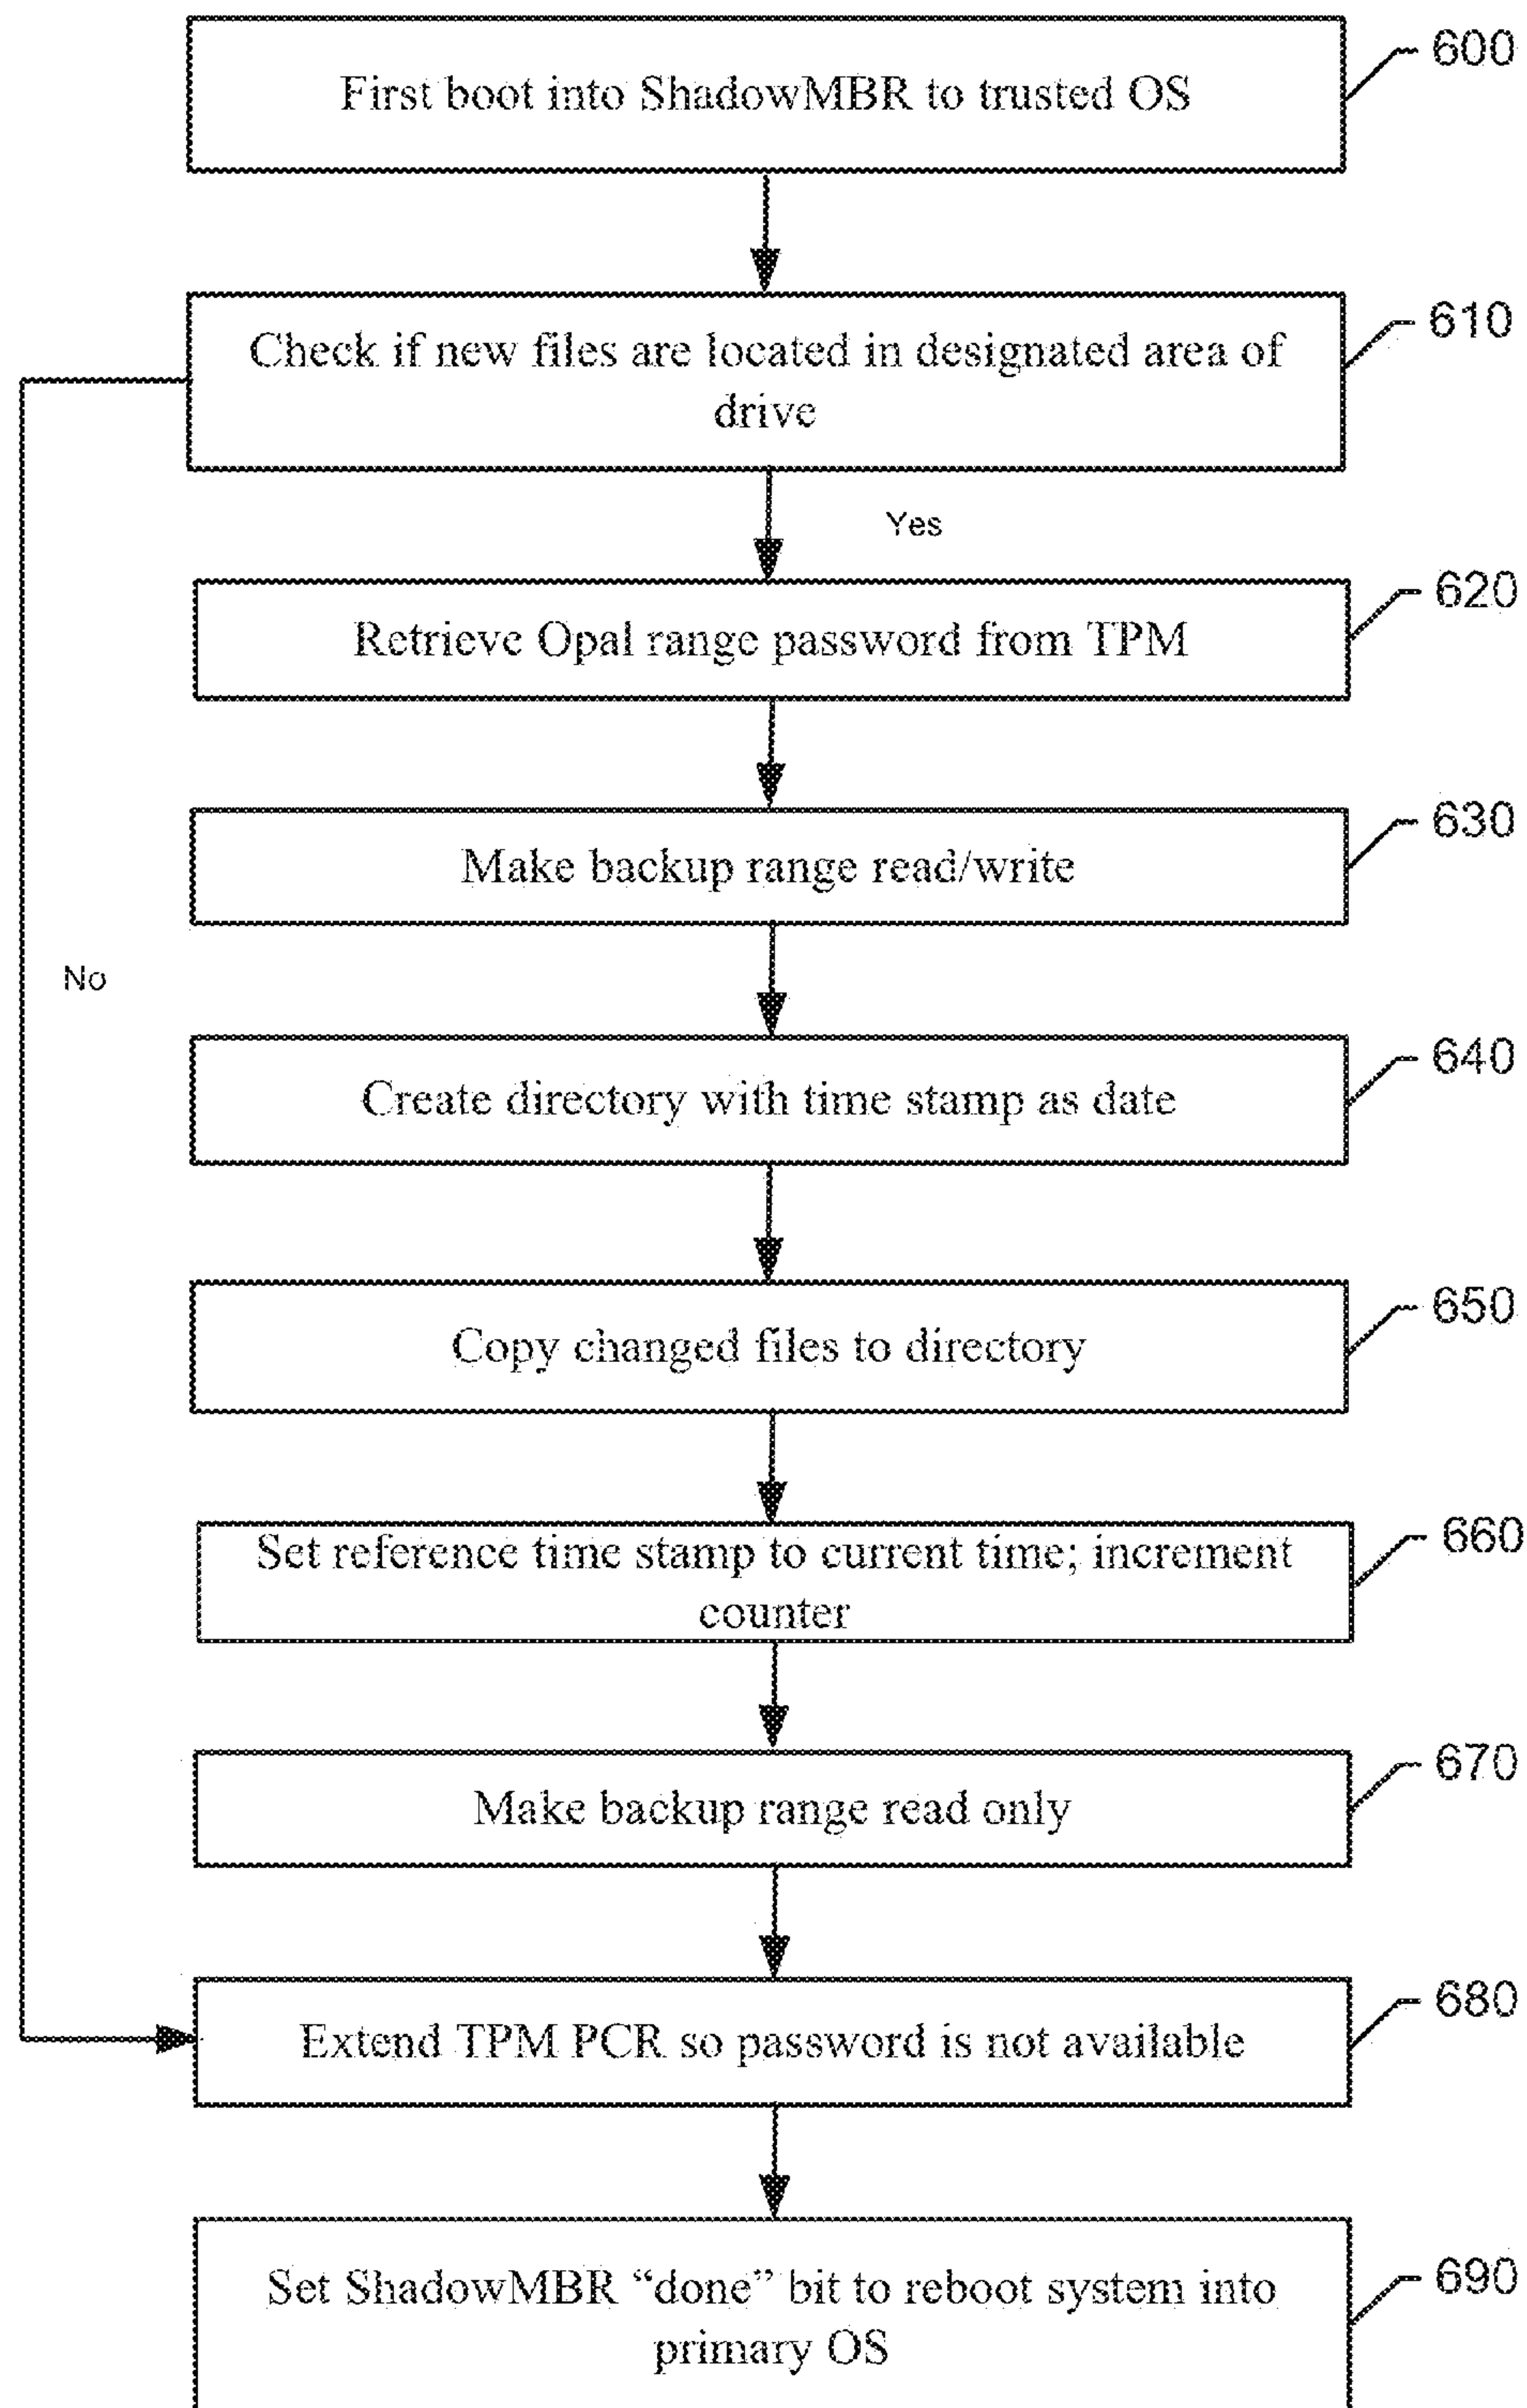 First boot into ShadowMBR to trusted OS
600
Check if new files are located in designated area of
drive
610
Yes
Retrieve Opal range password from TPM
620
Make backup range read/write
630
No
Create directory with time stamp as date
640
Copy changed files to directory
650
Set reference time stamp to current time; increment
counter
660
Make backup range read only
670
Extend TPM PCR so password is not available
680
Set ShadowMBR “done” bit to reboot system into
primary OS
690